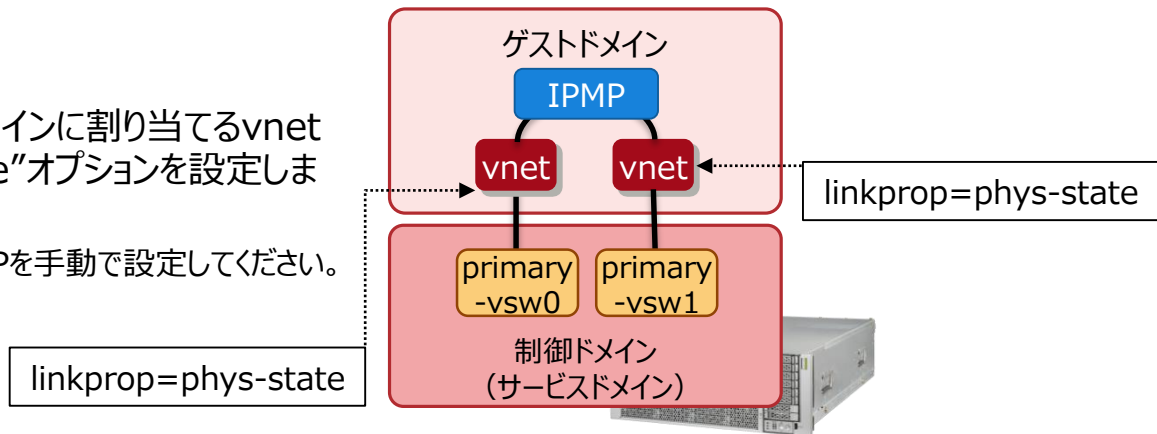 ゲストドメイン
IPMP
インに割り当てるvnet
e”オプションを設定しま
vnet
vnet
linkprop=phys-state
Pを手動で設定してください。
primary
-vsw0
primary
-vsw1
制御ドメイン
（サービスドメイン）
linkprop=phys-state